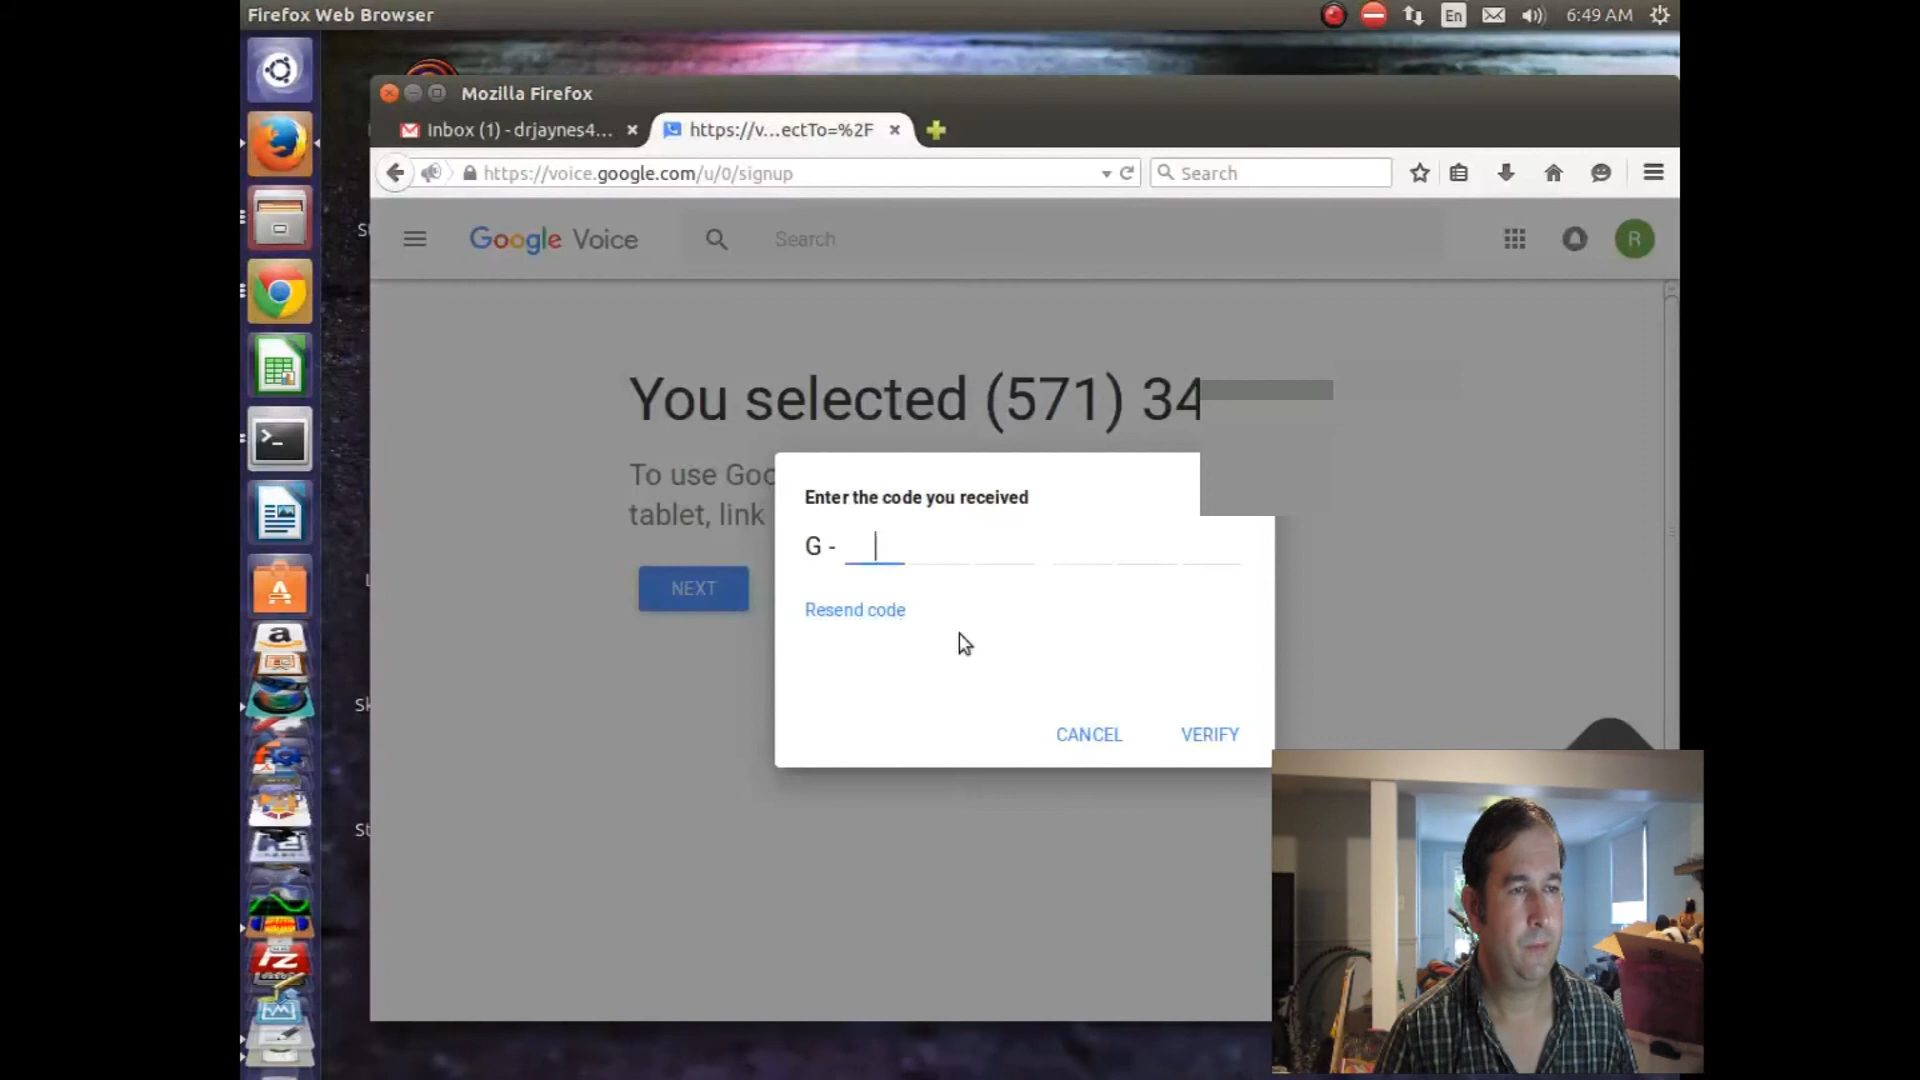 Firefox Web Browser
En
6:49 AM
Mozilla Firefox
Inbox (1) - drjaynes4...
https://v...ectTo=%2F
https://voice.google.com/u/0/signup
Search
Google Voice
Search
R
You selected (571) 34
To use Goo
tablet, link
NEXT
Enter the code you received
G -
Resend code
CANCEL
VERIFY